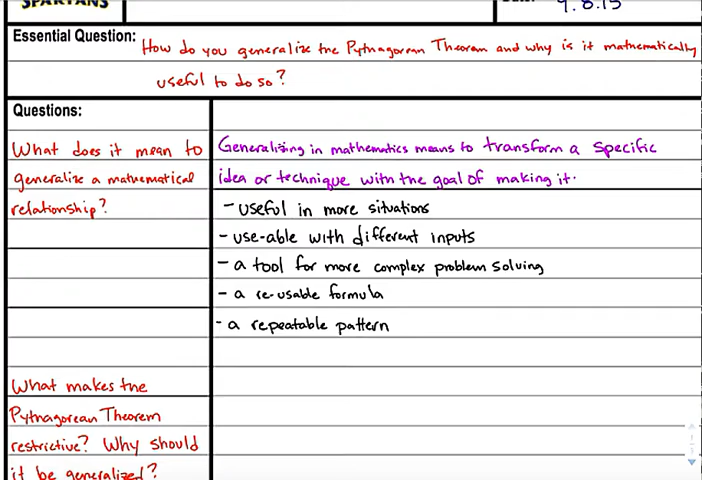 SPARTANS
9.8.15
Essential Question: How do you generalize the Pythagorean Theorem and why is it mathematically
useful to do so?
Questions:
What does it mean to
generalize a mathematical
relationship?
Generalizing in mathematics means to transform a specific
idea or technique with the goal of making it:
- useful in more situations
- use-able with different inputs
- a tool for more complex problem solving
- a re-usable formula
- a repeatable pattern
What makes the
Pythagorean Theorem
restrictive? Why should
it be generalized?